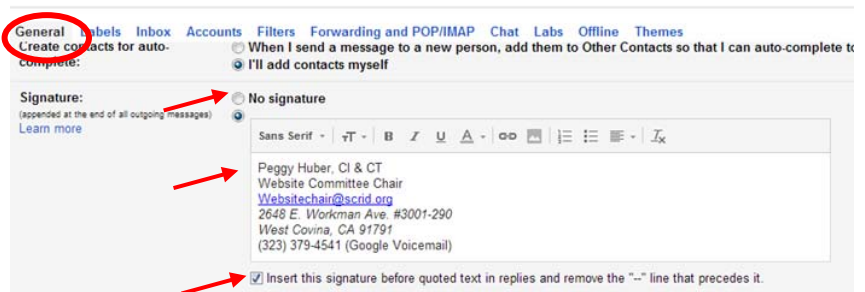 General Labels Inbox Accounts Filters Forwarding and POP/IMAP Chat Labs Offline Themes
Create contacts for auto-complete:
When I send a message to a new person, add them to Other Contacts so that I can auto-complete to
I'll add contacts myself
Signature:
(appended at the end of all outgoing messages)
Learn more
No signature
Sans Serif
Peggy Huber, CI & CT
Website Committee Chair
Websitechair@scrid.org
2648 E. Workman Ave. #3001-290
West Covina, CA 91791
(323) 379-4541 (Google Voicemail)
Insert this signature before quoted text in replies and remove the "--" line that precedes it.